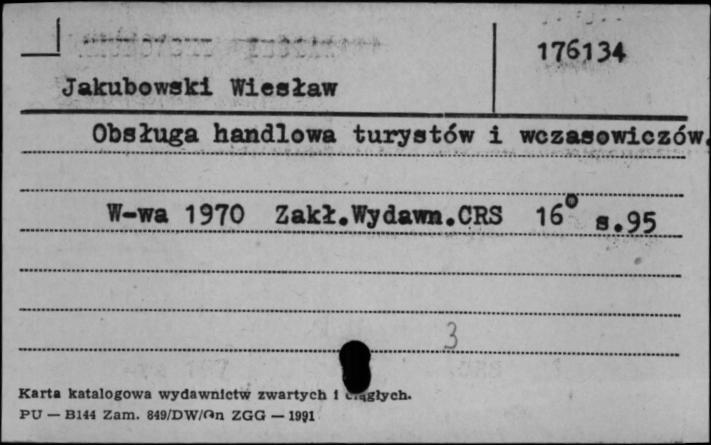 176134
Jakubowski Wiesław
Obsługa handlowa turystów i wczasowiczów.
W-wa 1970 Zakł.Wydawn.CRS 16° s.95
3
Karta katalogowa wydawnictw zwartych i ciągłych.
PU — B144 Zam. 849/DW/On ZGG — 1991